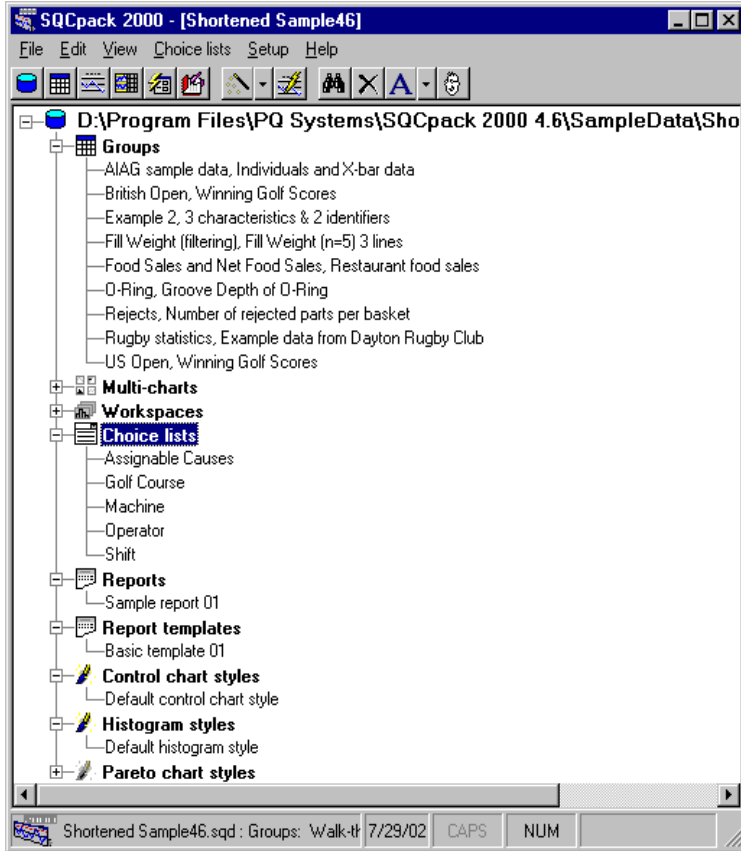 SQCpack 2000 - [Shortened Sample46]
File Edit View Choice lists Setup Help
A
D:\Program Files\PQ Systems\SQCpack 2000 4.6\SampleData\Sho
Groups
AIAG sample data, Individuals and X-bar data
British Open, Winning Golf Scores
Example 2, 3 characteristics & 2 identifiers
Fill Weight (filtering), Fill Weight (n=5) 3 lines
Food Sales and Net Food Sales, Restaurant food sales
O-Ring, Groove Depth of O-Ring
Rejects, Number of rejected parts per basket
Rugby statistics, Example data from Dayton Rugby Club
US Open, Winning Golf Scores
Multi-charts
Workspaces
Choice lists
Assignable Causes
Golf Course
Machine
Operator
Shift
Reports
Sample report 01
Report templates
Basic template 01
Control chart styles
Default control chart style
Histogram styles
Default histogram style
Pareto chart styles
Shortened Sample46.sqd : Groups: Walk-th 7/29/02 CAPS NUM